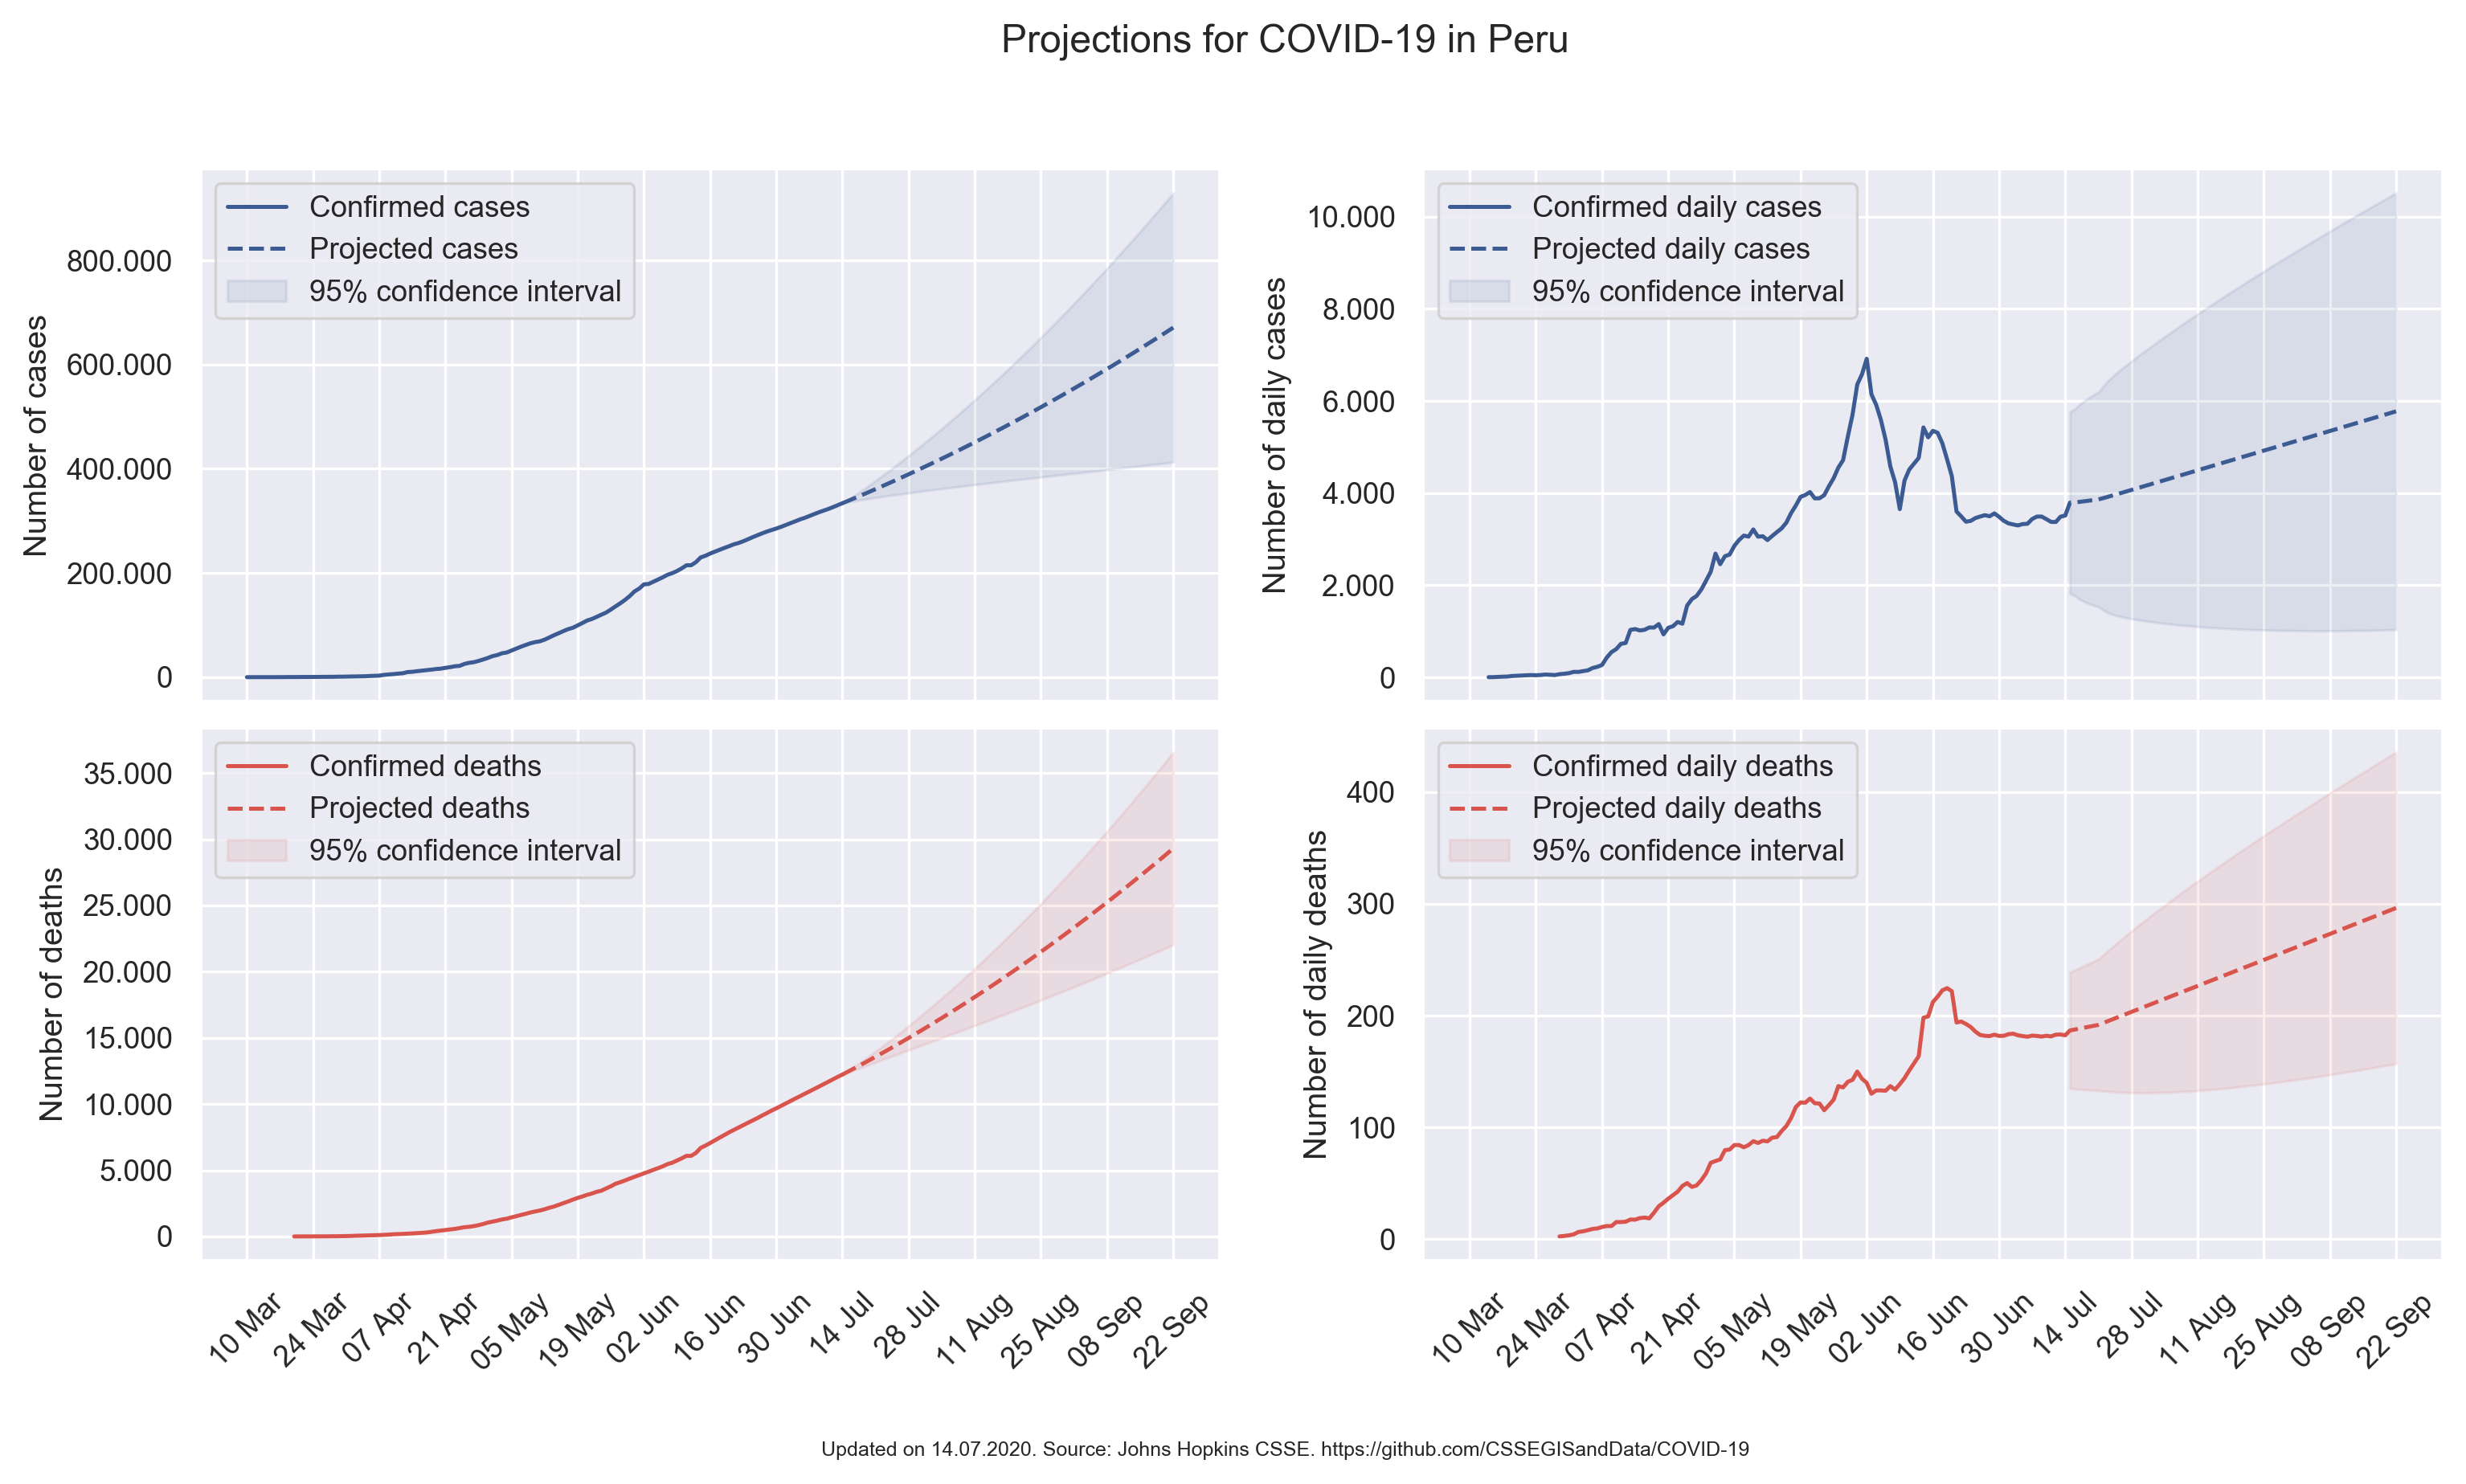 Projections for COVID-19 in Peru
Number of cases
800.000
600.000
400.000
200.000
0
Confirmed cases
Projected cases
95% confidence interval
Number of daily cases
10.000
8.000
6.000
4.000
2.000
0
Confirmed daily cases
Projected daily cases
95% confidence interval
Number of deaths
35.000
30.000
25.000
20.000
15.000
10.000
5.000
0
Confirmed deaths
Projected deaths
95% confidence interval
10 Mar
24 Mar
07 Apr
21 Apr
05 May
19 May
02 Jun
16 Jun
30 Jun
14 Jul
28 Jul
11 Aug
25 Aug
08 Sep
22 Sep
Number of daily deaths
400
300
200
100
0
Confirmed daily deaths
Projected daily deaths
95% confidence interval
10 Mar
24 Mar
07 Apr
21 Apr
05 May
19 May
02 Jun
16 Jun
30 Jun
14 Jul
28 Jul
11 Aug
25 Aug
08 Sep
22 Sep
Updated on 14.07.2020. Source: Johns Hopkins CSSE. https://github.com/CSSEGISandData/COVID-19